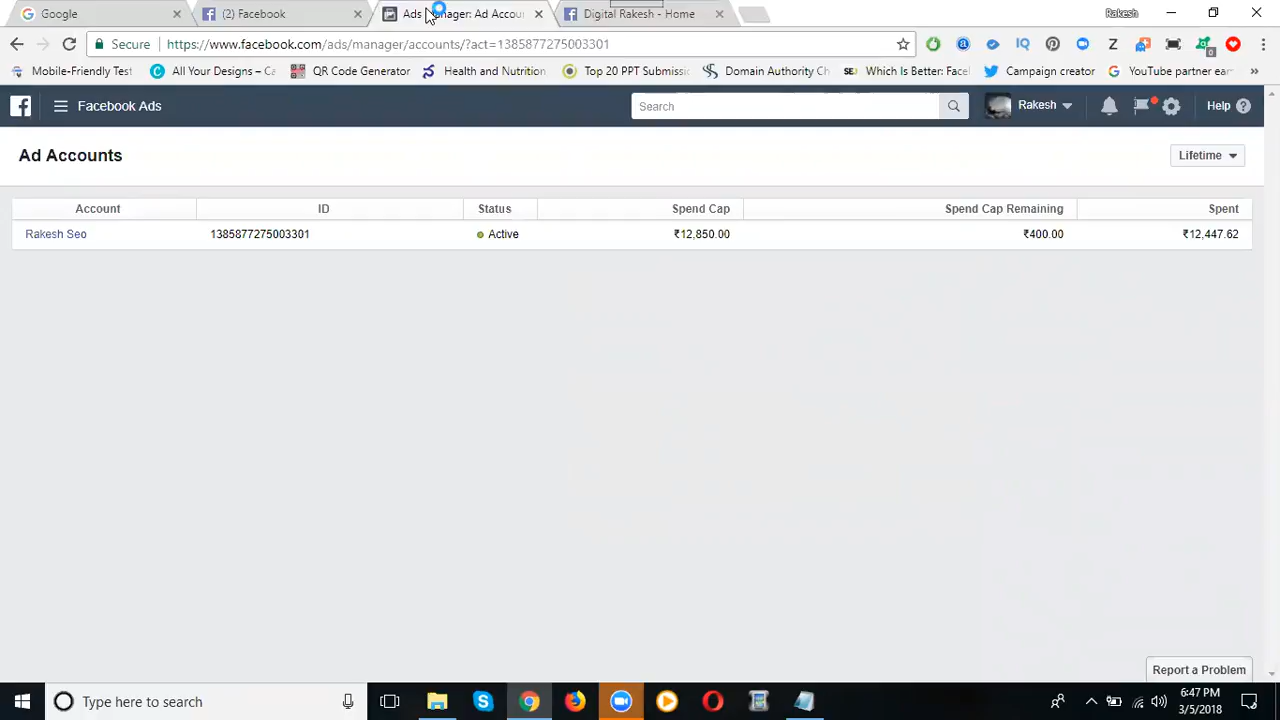 Google
(2) Facebook
Ads Manager: Ad Accou
Digital Rakesh - Home
Rakesh
Secure
https://www.facebook.com/ads/manager/accounts/?act=1385877275003301
Mobile-Friendly Test
All Your Designs – Ca
QR Code Generator
Health and Nutrition
Top 20 PPT Submissi
Domain Authority Ch
Which Is Better: Facel
Campaign creator
YouTube partner ear
Facebook Ads
Search
Rakesh
Help
Ad Accounts
Lifetime
Account
ID
Status
Spend Cap
Spend Cap Remaining
Spent
Rakesh Seo
1385877275003301
Active
₹12,850.00
₹400.00
₹12,447.62
Report a Problem
Type here to search
6:47 PM
3/5/2018